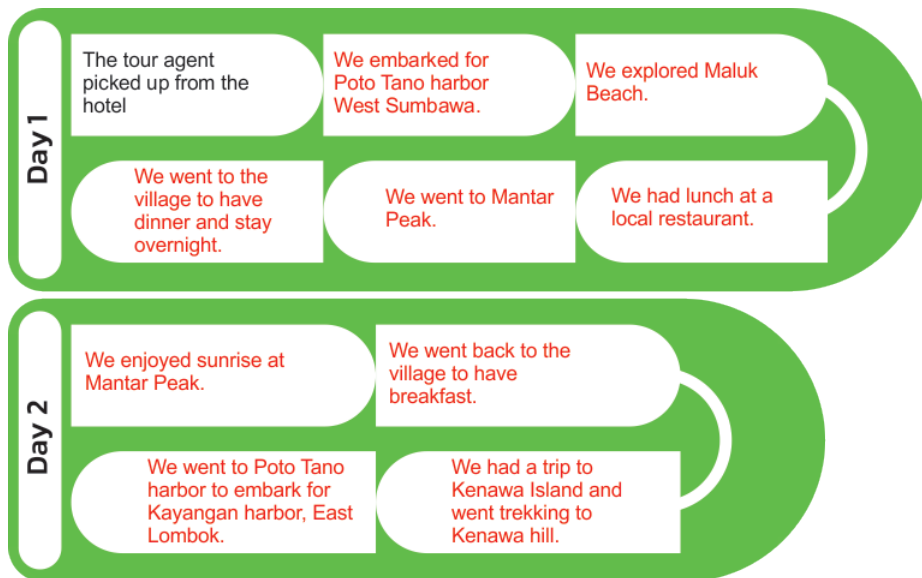 Day 1
The tour agent
picked up from the
hotel
We embarked for
Poto Tano harbor
West Sumbawa.
We explored Maluk
Beach.
We had lunch at a
local restaurant.
We went to Mantar
Peak.
We went to the
village to have
dinner and stay
overnight.
Day 2
We enjoyed sunrise at
Mantar Peak.
We went back to the
village to have
breakfast.
We had a trip to
Kenawa Island and
went trekking to
Kenawa hill.
We went to Poto Tano
harbor to embark for
Kayangan harbor, East
Lombok.